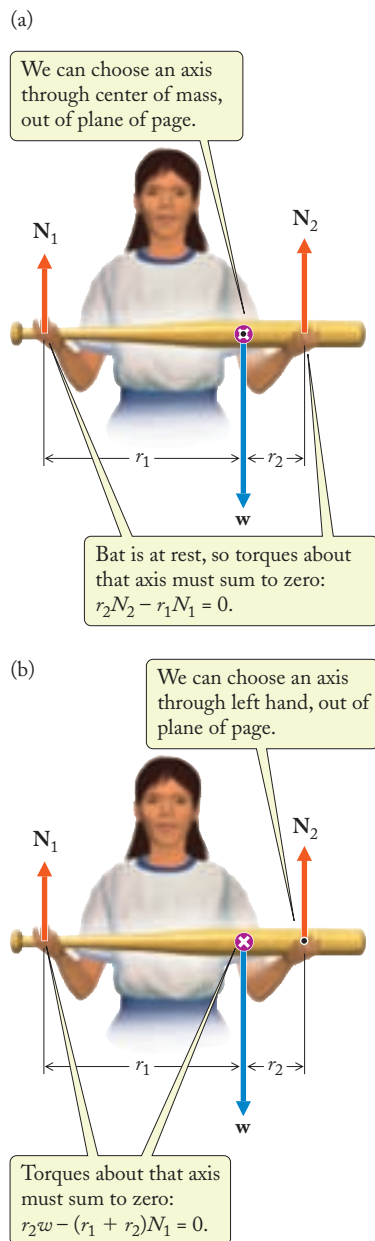 (a)
We can choose an axis
through center of mass,
out of plane of page.
N₁
N₂
r₁
r₂
w
Bat is at rest, so torques about
that axis must sum to zero:
r₂N₂ − r₁N₁ = 0.
(b)
We can choose an axis
through left hand, out of
plane of page.
N₁
N₂
r₁
r₂
w
Torques about that axis
must sum to zero:
r₂w − (r₁ + r₂)N₁ = 0.